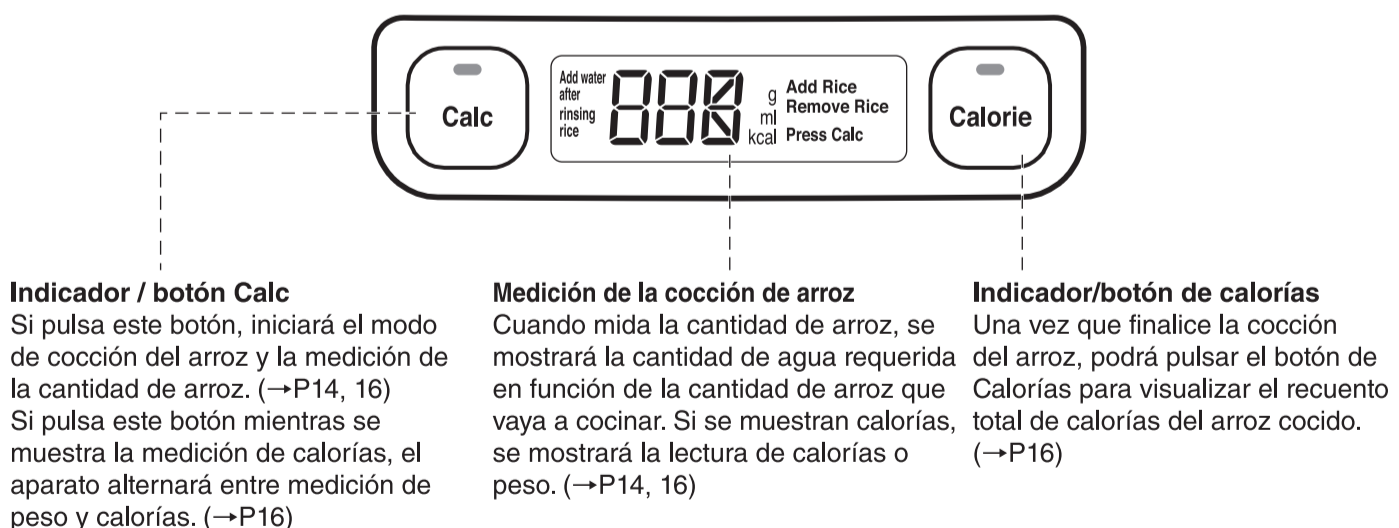 Calc
Add water
after
rinsing
rice
888
g
ml
kcal
Add Rice
Remove Rice
Press Calc
Calorie
Indicador / botón Calc
Si pulsa este botón, iniciará el modo
de cocción del arroz y la medición de
la cantidad de arroz. (→P14, 16)
Si pulsa este botón mientras se
muestra la medición de calorías, el
aparato alternará entre medición de
peso y calorías. (→P16)
Medición de la cocción de arroz
Cuando mida la cantidad de arroz, se
mostrará la cantidad de agua requerida
en función de la cantidad de arroz que
vaya a cocinar. Si se muestran calorías,
se mostrará la lectura de calorías o
peso. (→P14, 16)
Indicador/botón de calorías
Una vez que finalice la cocción
del arroz, podrá pulsar el botón de
Calorías para visualizar el recuento
total de calorías del arroz cocido.
(→P16)